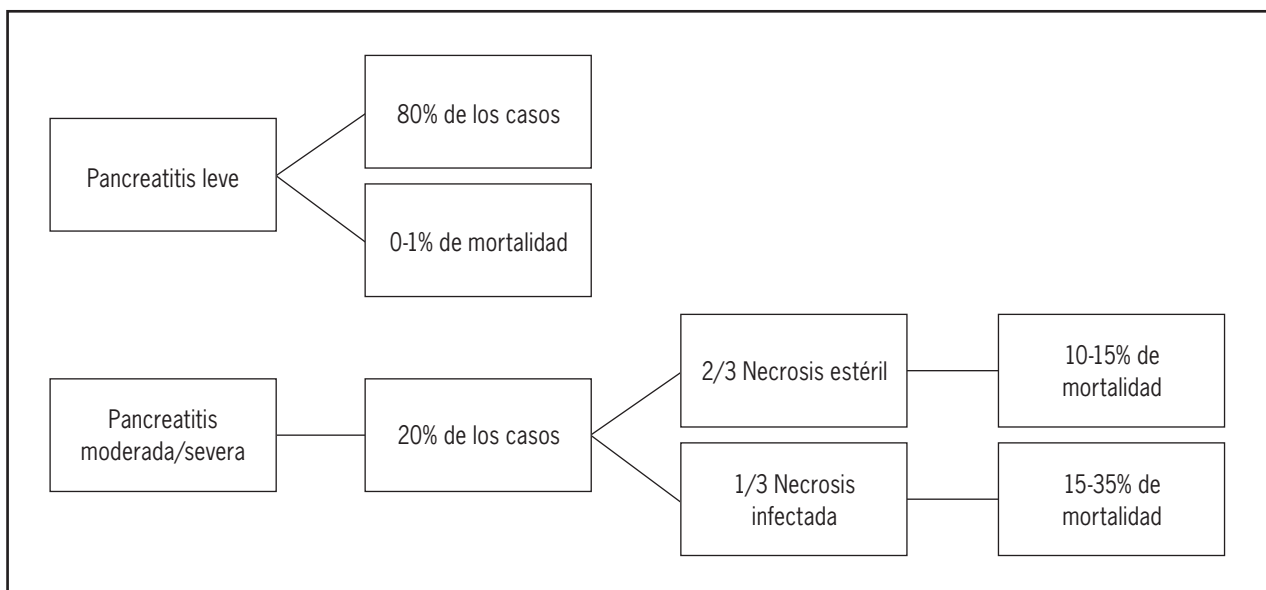 80% de los casos
Pancreatitis leve
0-1% de mortalidad
2/3 Necrosis estéril
10-15% de
mortalidad
Pancreatitis
moderada/severa
20% de los casos
1/3 Necrosis
infectada
15-35% de
mortalidad